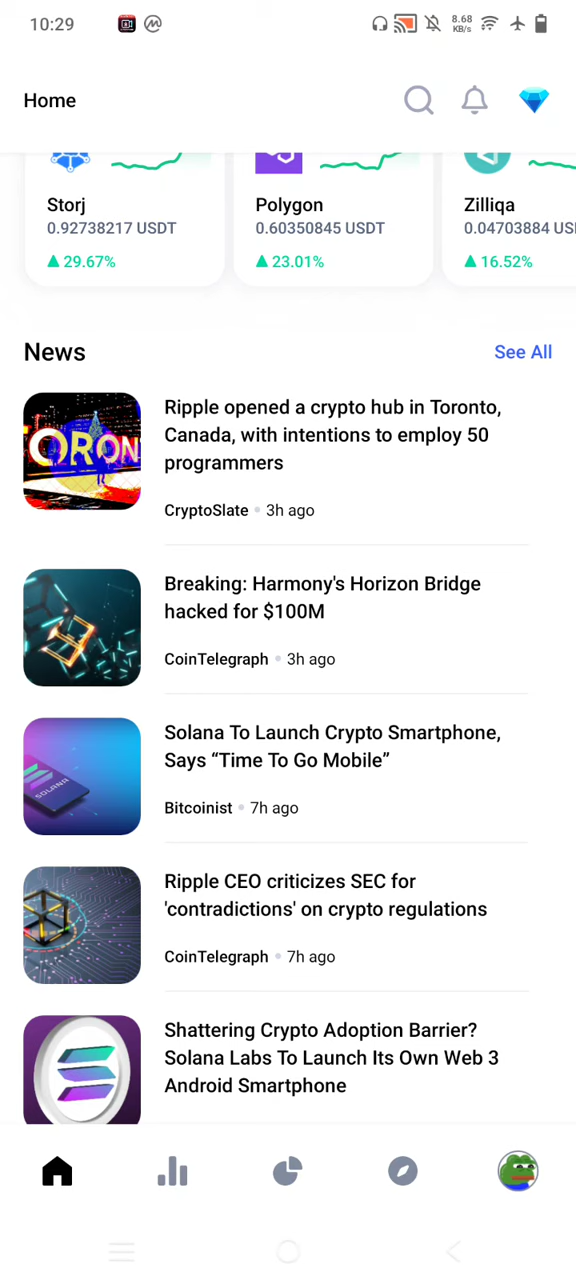 10:29
8.68
KB/s
Home
Storj
Polygon
Zilliqa
0.92738217 USDT
0.60350845 USDT
0.04703884
29.67%
23.01%
16.52%
News
See All
ORON
Ripple opened a crypto hub in Toronto,
Canada, with intentions to employ 50
programmers
CryptoSlate • 3h ago
Breaking: Harmony's Horizon Bridge
hacked for $100M
CoinTelegraph • 3h ago
SOLANA
Solana To Launch Crypto Smartphone,
Says “Time To Go Mobile”
Bitcoinist • 7h ago
Ripple CEO criticizes SEC for
'contradictions' on crypto regulations
CoinTelegraph • 7h ago
Shattering Crypto Adoption Barrier?
Solana Labs To Launch Its Own Web 3
Android Smartphone